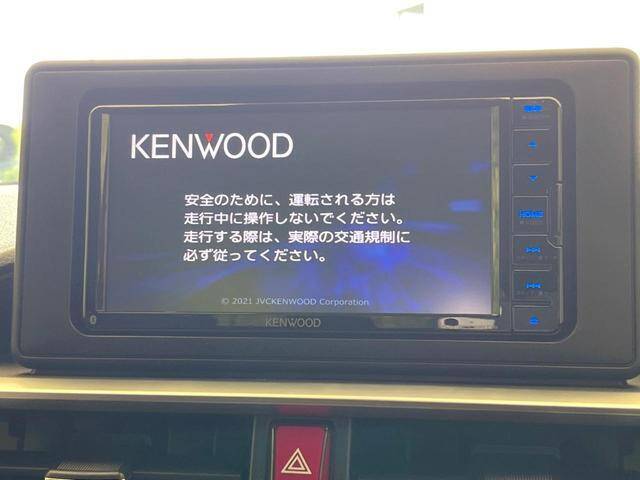 KENWOOD
安全のために、運転される方は
走行中に操作しないでください。
走行する際は、実際の交通規制に
必ず従ってください。
© 2021 JVCKENWOOD Corporation
KENWOOD
HOME